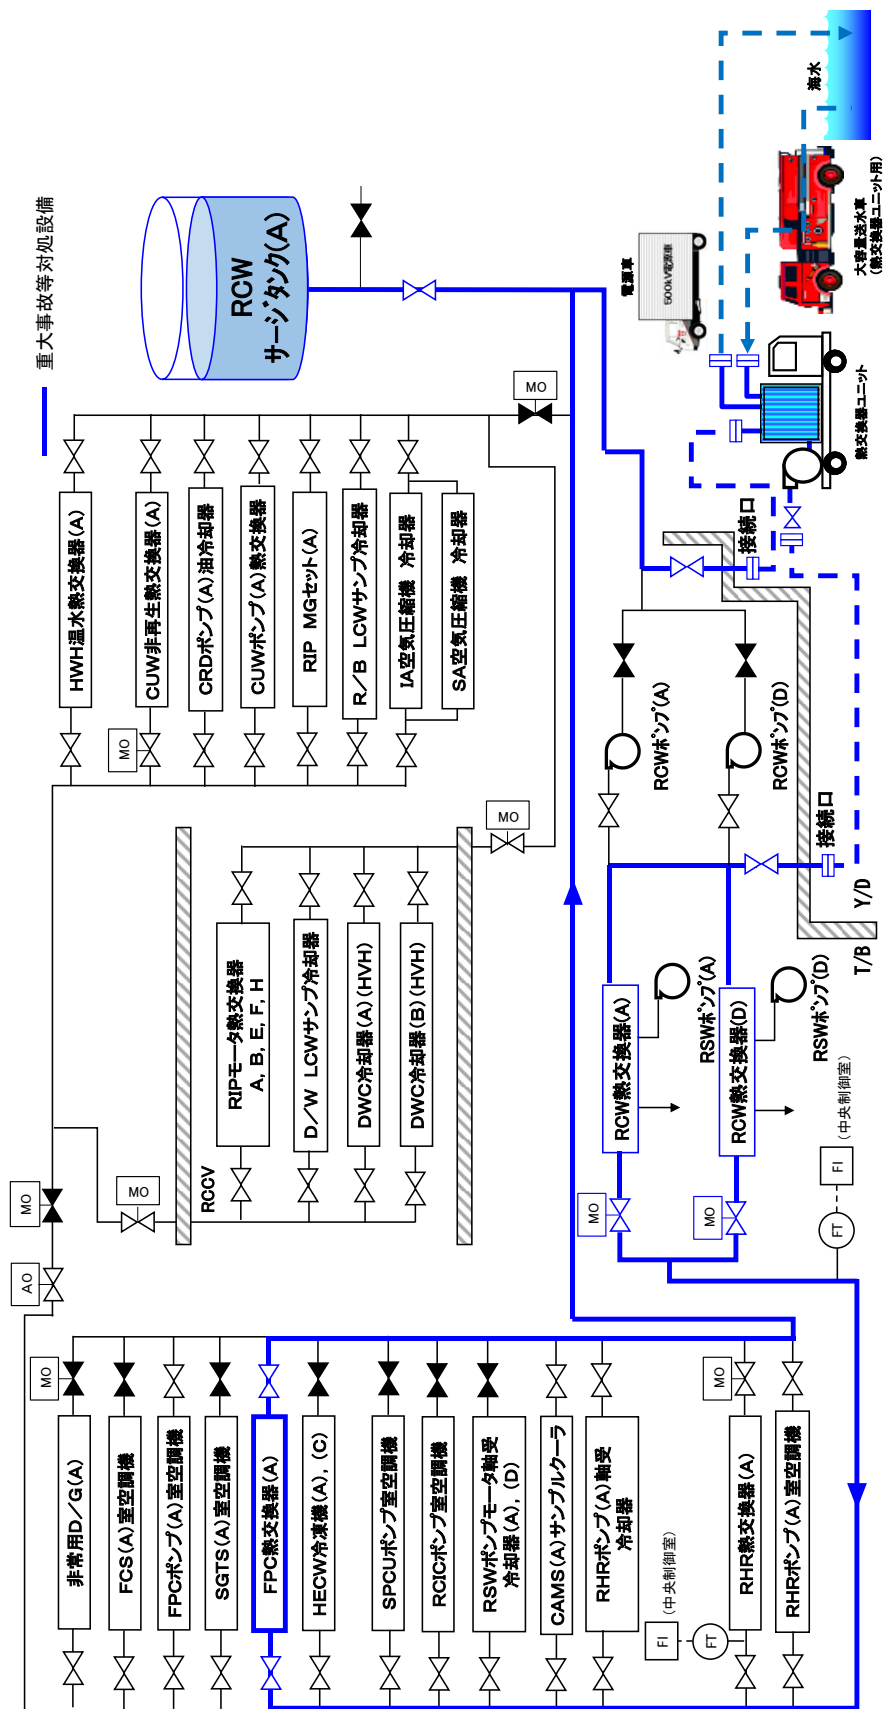 重大事故等対処設備
RCW
サージタンク(A)
MO
HWH温水熱交換器(A)
CUW非再生熱交換器(A)
CRDポンプ(A)油冷却器
CUWポンプ(A)熱交換器
RIP MGセット(A)
R/B LCWサンプ冷却器
IA空気圧縮機 冷却器
SA空気圧縮機 冷却器
MO
MO
RCCV
RIPモータ熱交換器
A, B, E, F, H
D/W LCWサンプ冷却器
DWC冷却器(A)(HVH)
DWC冷却器(B)(HVH)
MO
MO
AO
海水
大容量送水車
(熱交換器ユニット用)
電源車
500kV電源車
熱交換器ユニット
接続口
接続口
Y/D
T/B
RCWポンプ(A)
RCWポンプ(D)
RCW熱交換器(A)
RSWポンプ(A)
RCW熱交換器(D)
RSWポンプ(D)
MO
MO
FT
FI
(中央制御室)
MO
非常用D/G(A)
FCS(A)室空調機
FPCポンプ(A)室空調機
SGTS(A)室空調機
FPC熱交換器(A)
HECW冷凍機(A), (C)
SPCUポンプ室空調機
RCICポンプ室空調機
RSWポンプモータ軸受
冷却器(A), (D)
CAMS(A)サンプルクーラ
RHRポンプ(A)軸受
冷却器
MO
RHR熱交換器(A)
RHRポンプ(A)室空調機
FT
FI
(中央制御室)